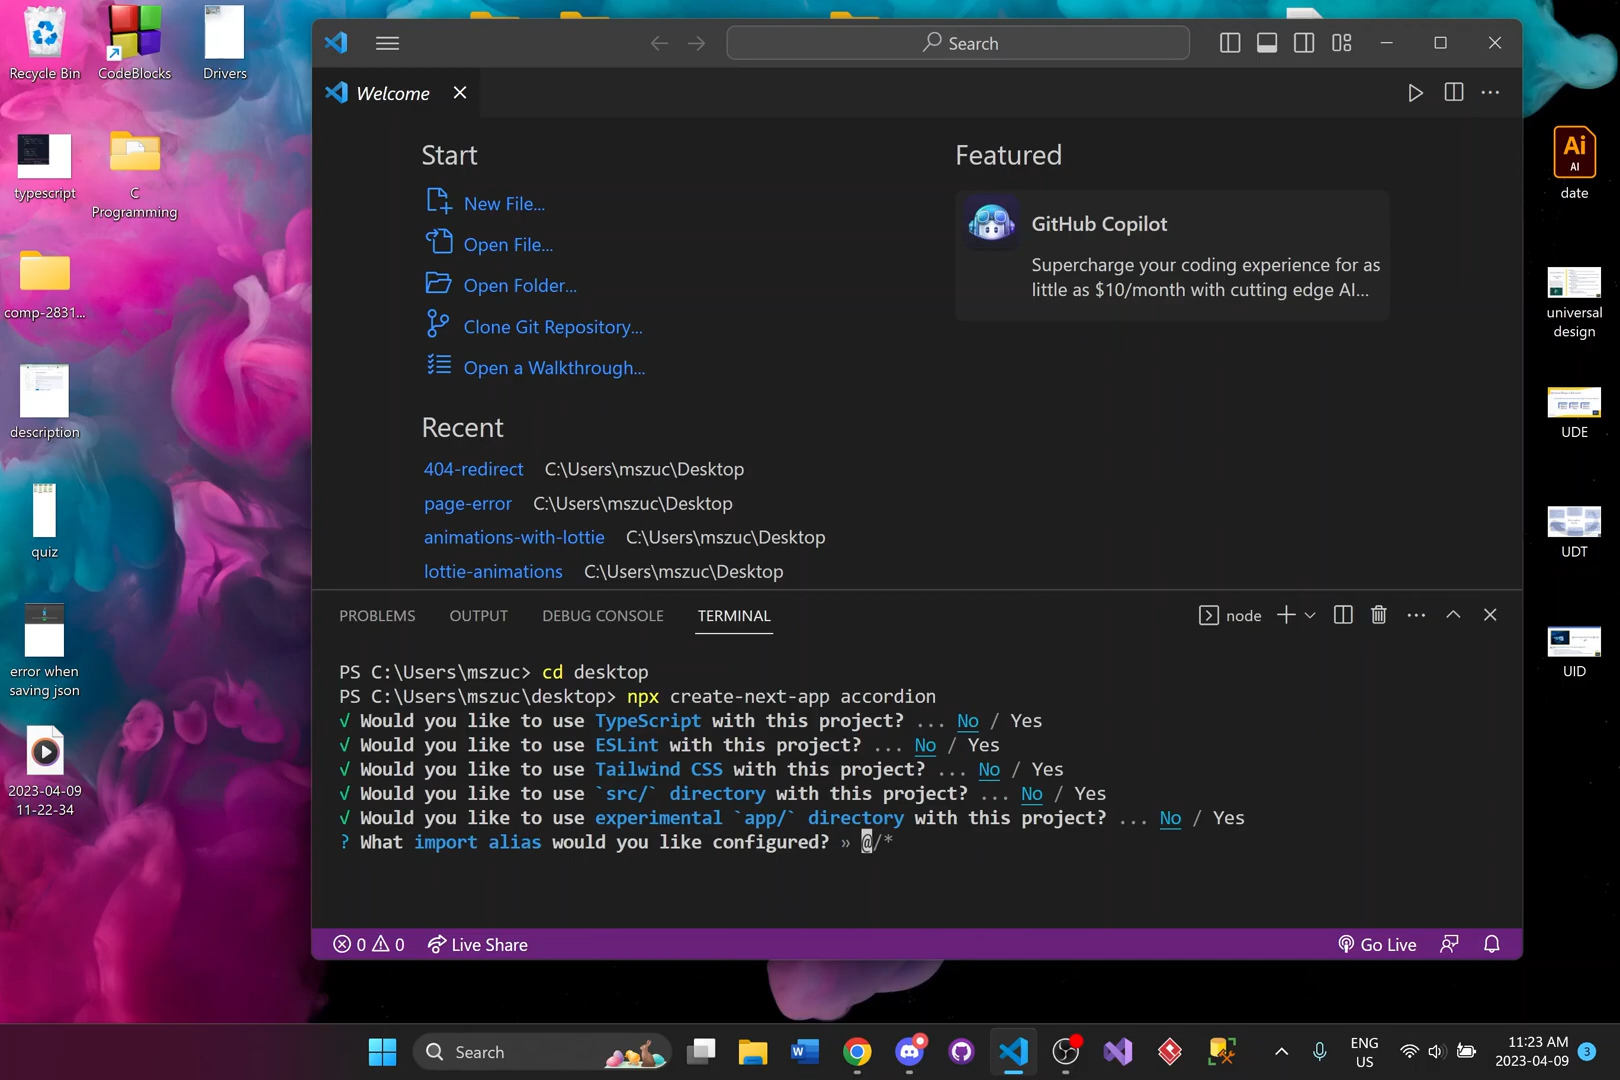 Recycle Bin
CodeBlocks
Drivers
typescript
C
Programming
comp-2831...
description
quiz
error when
saving json
2023-04-09
11-22-34
Search
Welcome
Start
New File...
Open File...
Open Folder...
Clone Git Repository...
Open a Walkthrough...
Recent
404-redirect C:\Users\mszuc\Desktop
page-error C:\Users\mszuc\Desktop
animations-with-lottie C:\Users\mszuc\Desktop
lottie-animations C:\Users\mszuc\Desktop
Featured
GitHub Copilot
Supercharge your coding experience for as
little as $10/month with cutting edge AI...
PROBLEMS OUTPUT DEBUG CONSOLE TERMINAL
node
PS C:\Users\mszuc> cd desktop
PS C:\Users\mszuc\desktop> npx create-next-app accordion
√ Would you like to use TypeScript with this project? ... No / Yes
√ Would you like to use ESLint with this project? ... No / Yes
√ Would you like to use Tailwind CSS with this project? ... No / Yes
√ Would you like to use `src/` directory with this project? ... No / Yes
√ Would you like to use experimental `app/` directory with this project? ... No / Yes
? What import alias would you like configured? » @/*
0 0 Live Share
Go Live
Ai
AI
date
universal
design
UDE
UDT
UID
Search
W
ENG
US
11:23 AM
2023-04-09
3